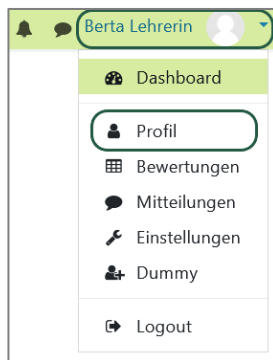 Berta Lehrerin
Dashboard
Profil
Bewertungen
Mitteilungen
Einstellungen
Dummy
Logout